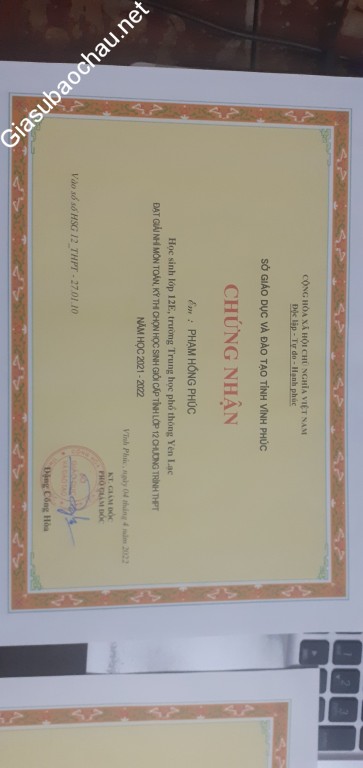 Giasubaochau.net
CỘNG HÒA XÃ HỘI CHỦ NGHĨA VIỆT NAM
Độc lập - Tự do - Hạnh phúc
SỞ GIÁO DỤC VÀ ĐÀO TẠO TỈNH VĨNH PHÚC
CHỨNG NHẬN
Em : PHẠM HỒNG PHÚC
Học sinh lớp 12E, trường Trung học phổ thông Yên Lạc
ĐẠT GIẢI NHÌ MÔN TOÁN, KỲ THI CHỌN HỌC SINH GIỎI CẤP TỈNH LỚP 12 CHƯƠNG TRÌNH THPT
NĂM HỌC 2021 - 2022
Vĩnh Phúc, ngày 04 tháng 4 năm 2022
KT. GIÁM ĐỐC
PHÓ GIÁM ĐỐC
Vào sổ số HSG 12_THPT - 27.01.10